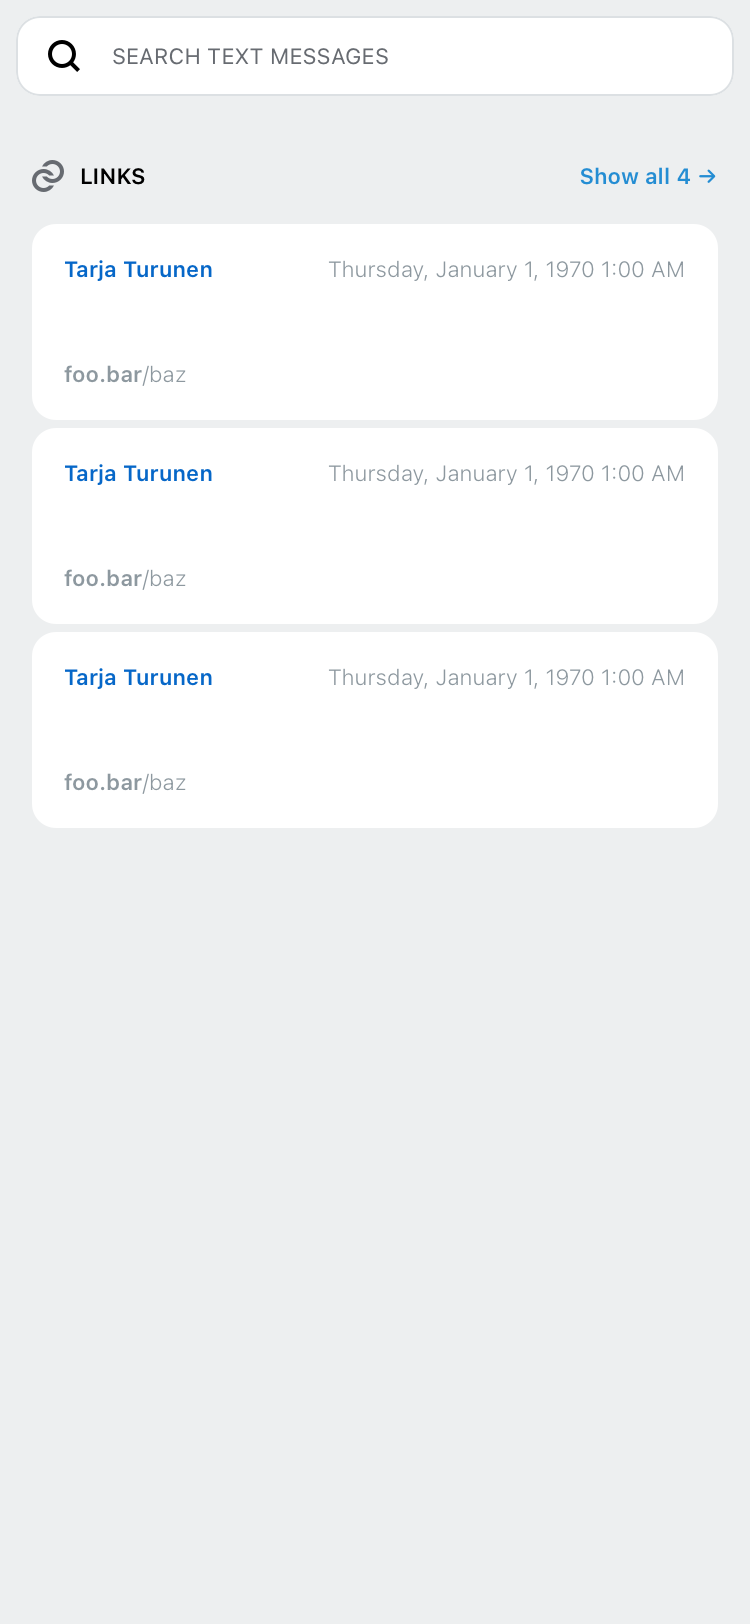 SEARCH TEXT MESSAGES
LINKS
Show all 4 →
Tarja Turunen
Thursday, January 1, 1970 1:00 AM
foo.bar/baz
Tarja Turunen
Thursday, January 1, 1970 1:00 AM
foo.bar/baz
Tarja Turunen
Thursday, January 1, 1970 1:00 AM
foo.bar/baz